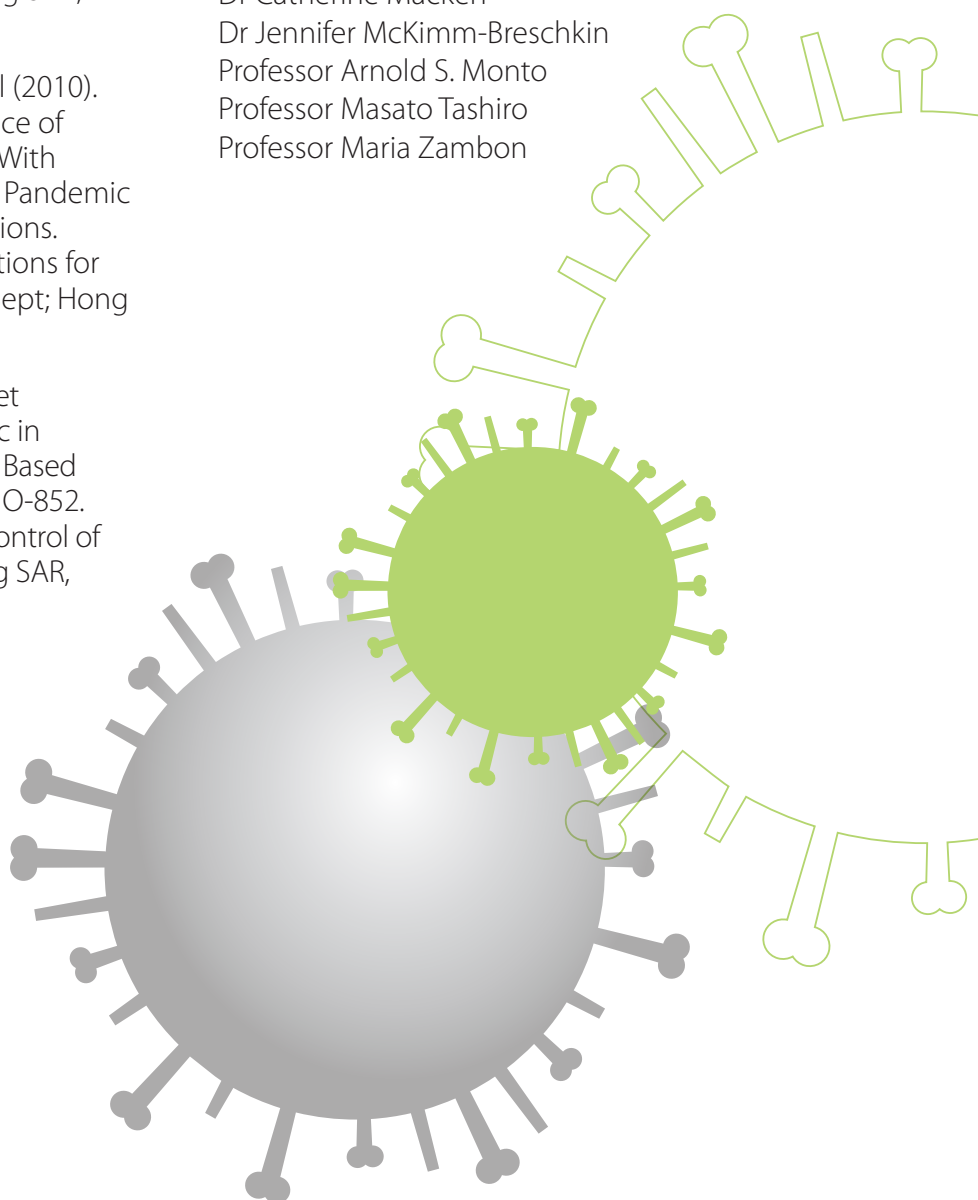 l (2010).
ce of
With
Pandemic
ions.
tions for
ept; Hong
et
c in
Based
O-852.
ontrol of
g SAR,
Dr Jennifer McKimm-Breschkin
Professor Arnold S. Monto
Professor Masato Tashiro
Professor Maria Zambon